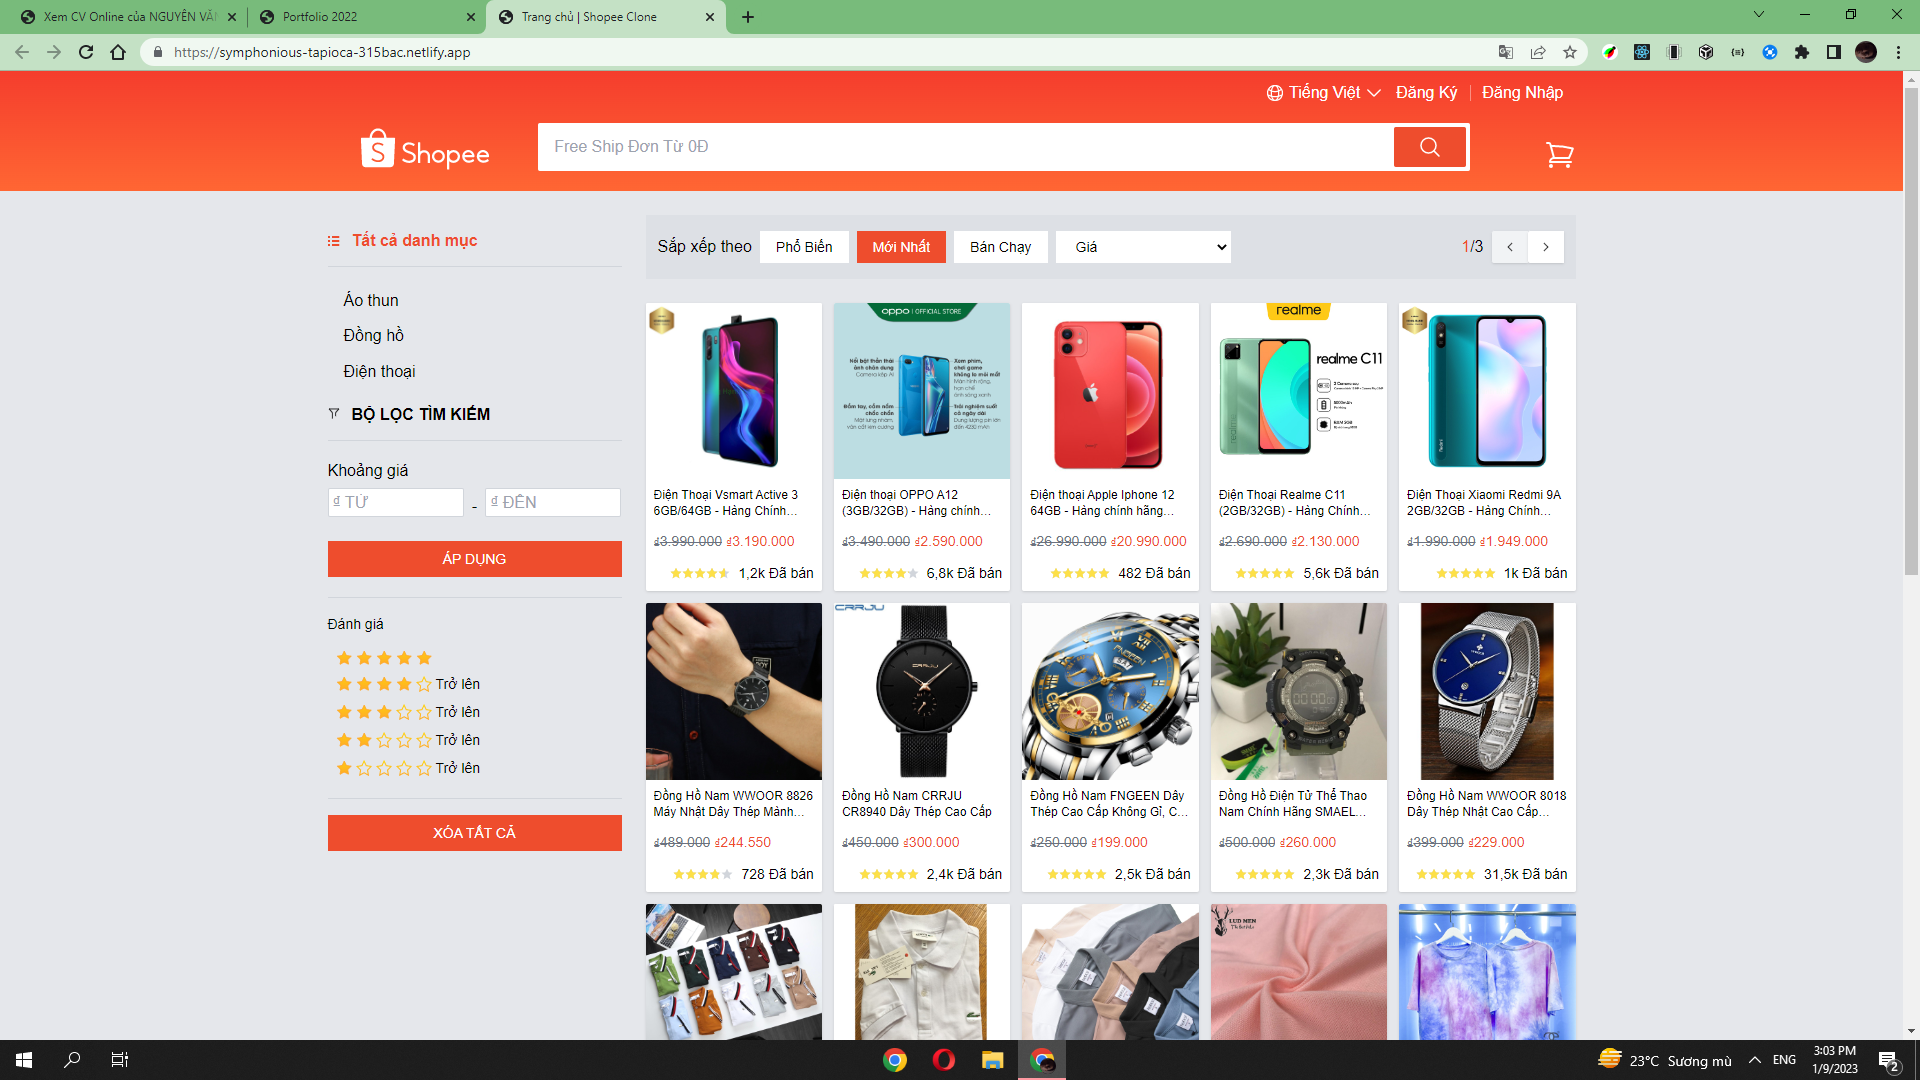 Xem CV Online của NGUYỄN VĂN
Portfolio 2022
Trang chủ | Shopee Clone
https://symphonious-tapioca-315bac.netlify.app
Tiếng Việt
Đăng Ký
Đăng Nhập
Shopee
Free Ship Đơn Từ 0Đ
Tất cả danh mục
Áo thun
Đồng hồ
Điện thoại
BỘ LỌC TÌM KIẾM
Khoảng giá
₫ TỪ
-
₫ ĐẾN
ÁP DỤNG
Đánh giá
Trở lên
Trở lên
Trở lên
Trở lên
XÓA TẤT CẢ
Sắp xếp theo
Phổ Biến
Mới Nhất
Bán Chạy
Giá
1/3
oppo | OFFICIAL STORE
realme
realme C11
Điện Thoại Vsmart Active 3
6GB/64GB - Hàng Chính...
₫3.990.000 ₫3.190.000
1,2k Đã bán
Điện thoại OPPO A12
(3GB/32GB) - Hàng chính...
₫3.490.000 ₫2.590.000
6,8k Đã bán
Điện thoại Apple Iphone 12
64GB - Hàng chính hãng...
₫26.990.000 ₫20.990.000
482 Đã bán
Điện Thoại Realme C11
(2GB/32GB) - Hàng Chính...
₫2.690.000 ₫2.130.000
5,6k Đã bán
Điện Thoại Xiaomi Redmi 9A
2GB/32GB - Hàng Chính...
₫1.990.000 ₫1.949.000
1k Đã bán
CRRJU
Đồng Hồ Nam WWOOR 8826
Máy Nhật Dây Thép Mành...
₫489.000 ₫244.550
728 Đã bán
Đồng Hồ Nam CRRJU
CR8940 Dây Thép Cao Cấp
₫450.000 ₫300.000
2,4k Đã bán
Đồng Hồ Nam FNGEEN Dây
Thép Cao Cấp Không Gỉ, C...
₫250.000 ₫199.000
2,5k Đã bán
Đồng Hồ Điện Tử Thể Thao
Nam Chính Hãng SMAEL...
₫500.000 ₫260.000
2,3k Đã bán
Đồng Hồ Nam WWOOR 8018
Dây Thép Nhật Cao Cấp...
₫399.000 ₫229.000
31,5k Đã bán
LUD MEN
23°C Sương mù
ENG
3:03 PM
1/9/2023
2